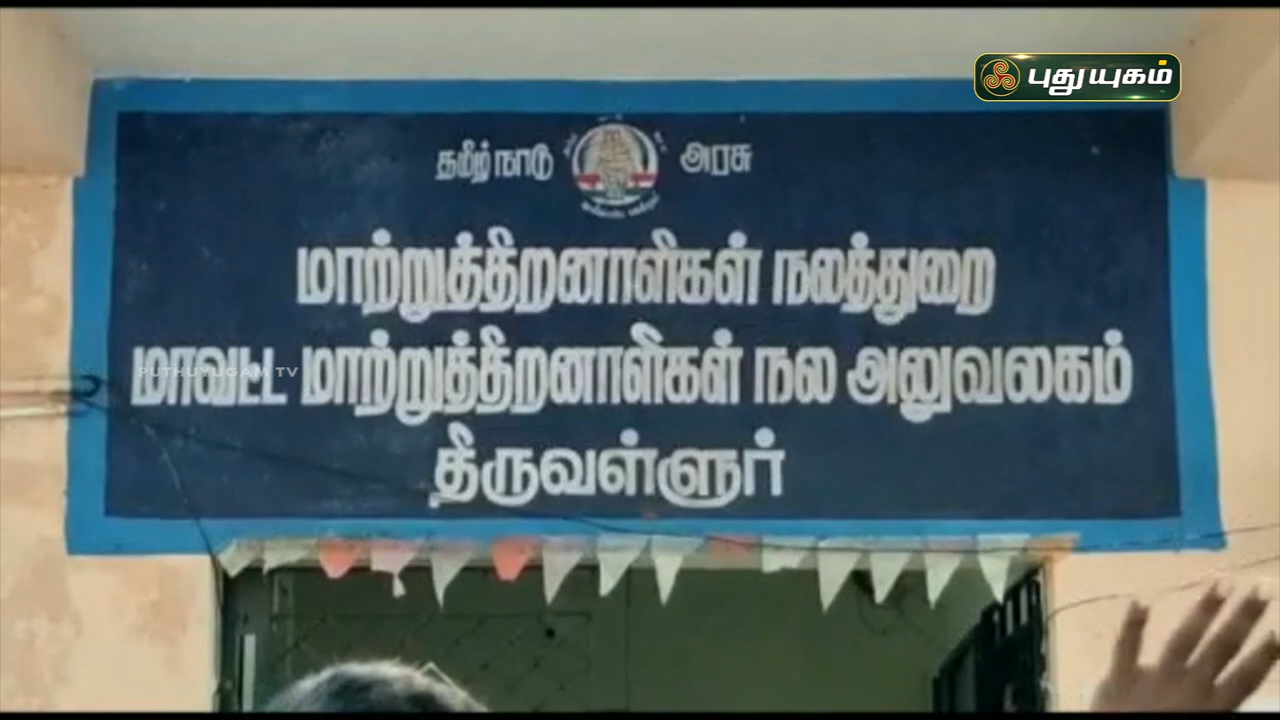 புதுயுகம்
தமிழ்நாடு அரசு
மாற்றுத்திறனாளிகள் நலத்துறை
மாவட்ட மாற்றுத்திறனாளிகள் நல அலுவலகம்
PUTHUYUGAM TV
திருவள்ளூர்